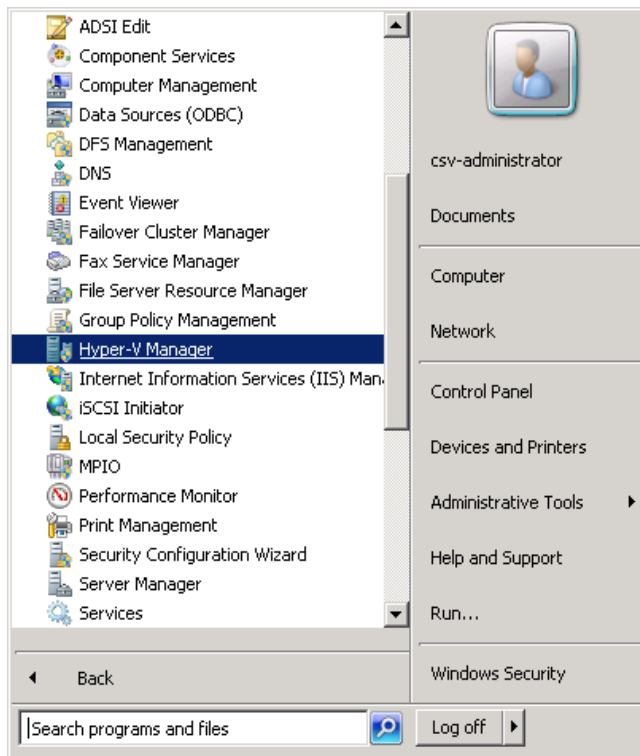 ADSI Edit
Component Services
Computer Management
Data Sources (ODBC)
DFS Management
DNS
Event Viewer
Failover Cluster Manager
Fax Service Manager
File Server Resource Manager
Group Policy Management
Hyper-V Manager
Internet Information Services (IIS) Man
iSCSI Initiator
Local Security Policy
MPIO
Performance Monitor
Print Management
Security Configuration Wizard
Server Manager
Services
Back
Search programs and files
csv-administrator
Documents
Computer
Network
Control Panel
Devices and Printers
Administrative Tools
Help and Support
Run...
Windows Security
Log off